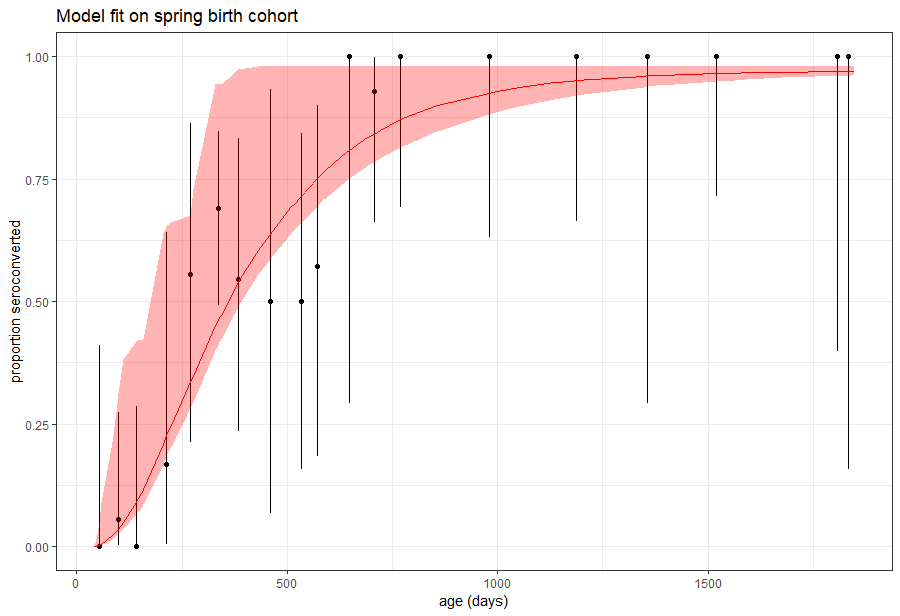 Model fit on spring birth cohort
proportion seroconverted
1.00
0.75
0.50
0.25
0.00
0 500 1000 1500
age (days)